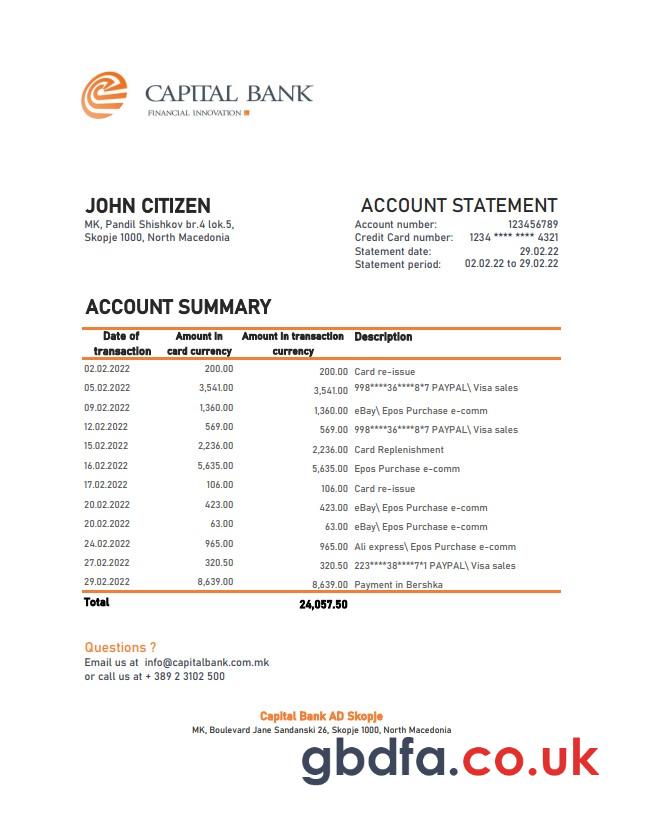 CAPITAL BANK
FINANCIAL INNOVATION
JOHN CITIZEN
MK, Pandil Shishkov br.4 lok.5,
Skopje 1000, North Macedonia
ACCOUNT STATEMENT
Account number: 123456789
Credit Card number: 1234 **** **** 4321
Statement date: 29.02.22
Statement period: 02.02.22 to 29.02.22
ACCOUNT SUMMARY
Date of transaction Amount in card currency Amount in transaction currency Description
02.02.2022 200.00 200.00 Card re-issue
05.02.2022 3,541.00 3,541.00 998****36****8*7 PAYPAL\ Visa sales
09.02.2022 1,360.00 1,360.00 eBay\ Epos Purchase e-comm
12.02.2022 569.00 569.00 998****36****8*7 PAYPAL\ Visa sales
15.02.2022 2,236.00 2,236.00 Card Replenishment
16.02.2022 5,635.00 5,635.00 Epos Purchase e-comm
17.02.2022 106.00 106.00 Card re-issue
20.02.2022 423.00 423.00 eBay\ Epos Purchase e-comm
20.02.2022 63.00 63.00 eBay\ Epos Purchase e-comm
24.02.2022 965.00 965.00 Ali express\ Epos Purchase e-comm
27.02.2022 320.50 320.50 223****38****7*1 PAYPAL\ Visa sales
29.02.2022 8,639.00 8,639.00 Payment in Bershka
Total 24,057.50
Questions ?
Email us at info@capitalbank.com.mk
or call us at + 389 2 3102 500
Capital Bank AD Skopje
MK, Boulevard Jane Sandanski 26, Skopje 1000, North Macedonia
gbdfa.co.uk